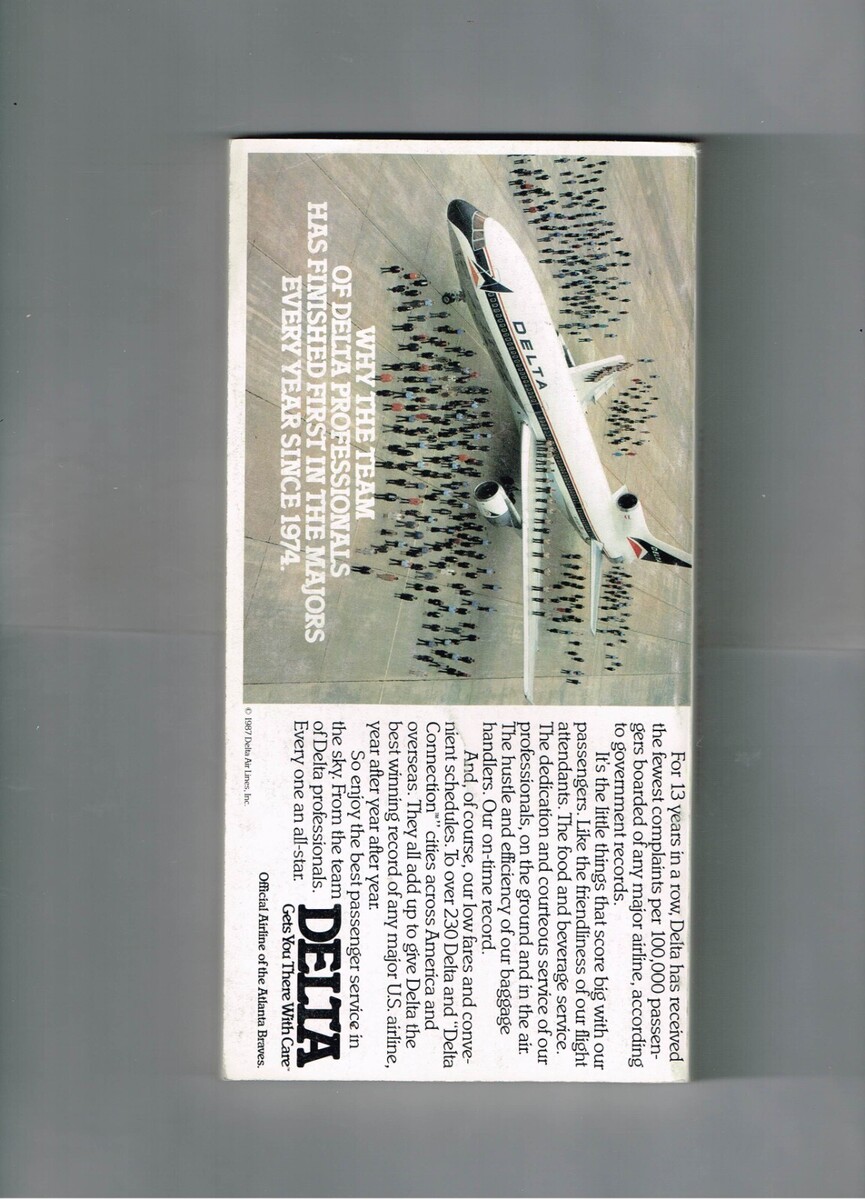 DELTA
DELTA
WHY THE TEAM
OF DELTA PROFESSIONALS
HAS FINISHED FIRST IN THE MAJORS
EVERY YEAR SINCE 1974.
For 13 years in a row, Delta has received
the fewest complaints per 100,000 passen-
gers boarded of any major airline, according
to government records.
It's the little things that score big with our
passengers. Like the friendliness of our flight
attendants. The food and beverage service.
The dedication and courteous service of our
professionals, on the ground and in the air.
The hustle and efficiency of our baggage
handlers. Our on-time record.
And, of course, our low fares and conve-
nient schedules. To over 230 Delta and "Delta
Connection℠" cities across America and
overseas. They all add up to give Delta the
best winning record of any major U.S. airline,
year after year after year.
So enjoy the best passenger service in
the sky. From the team
of Delta professionals.
Every one an all-star.
DELTA
Gets You There With Care℠
Official Airline of the Atlanta Braves.
© 1987 Delta Air Lines, Inc.